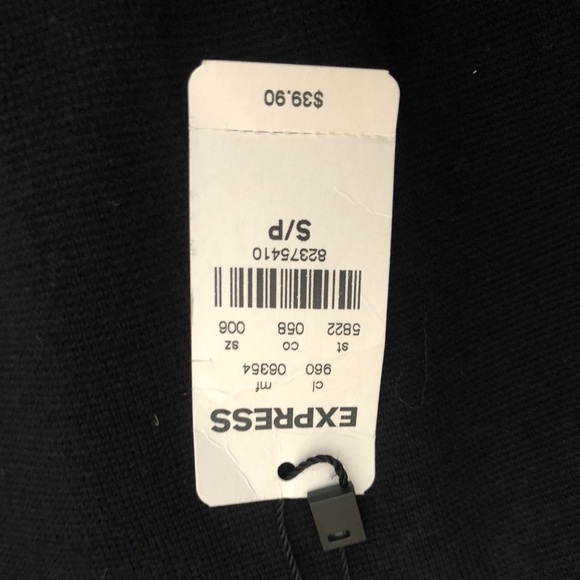 EXPRESS
cl mf
960 06354
st co sz
5822 058 006
82375410
S/P
$39.90